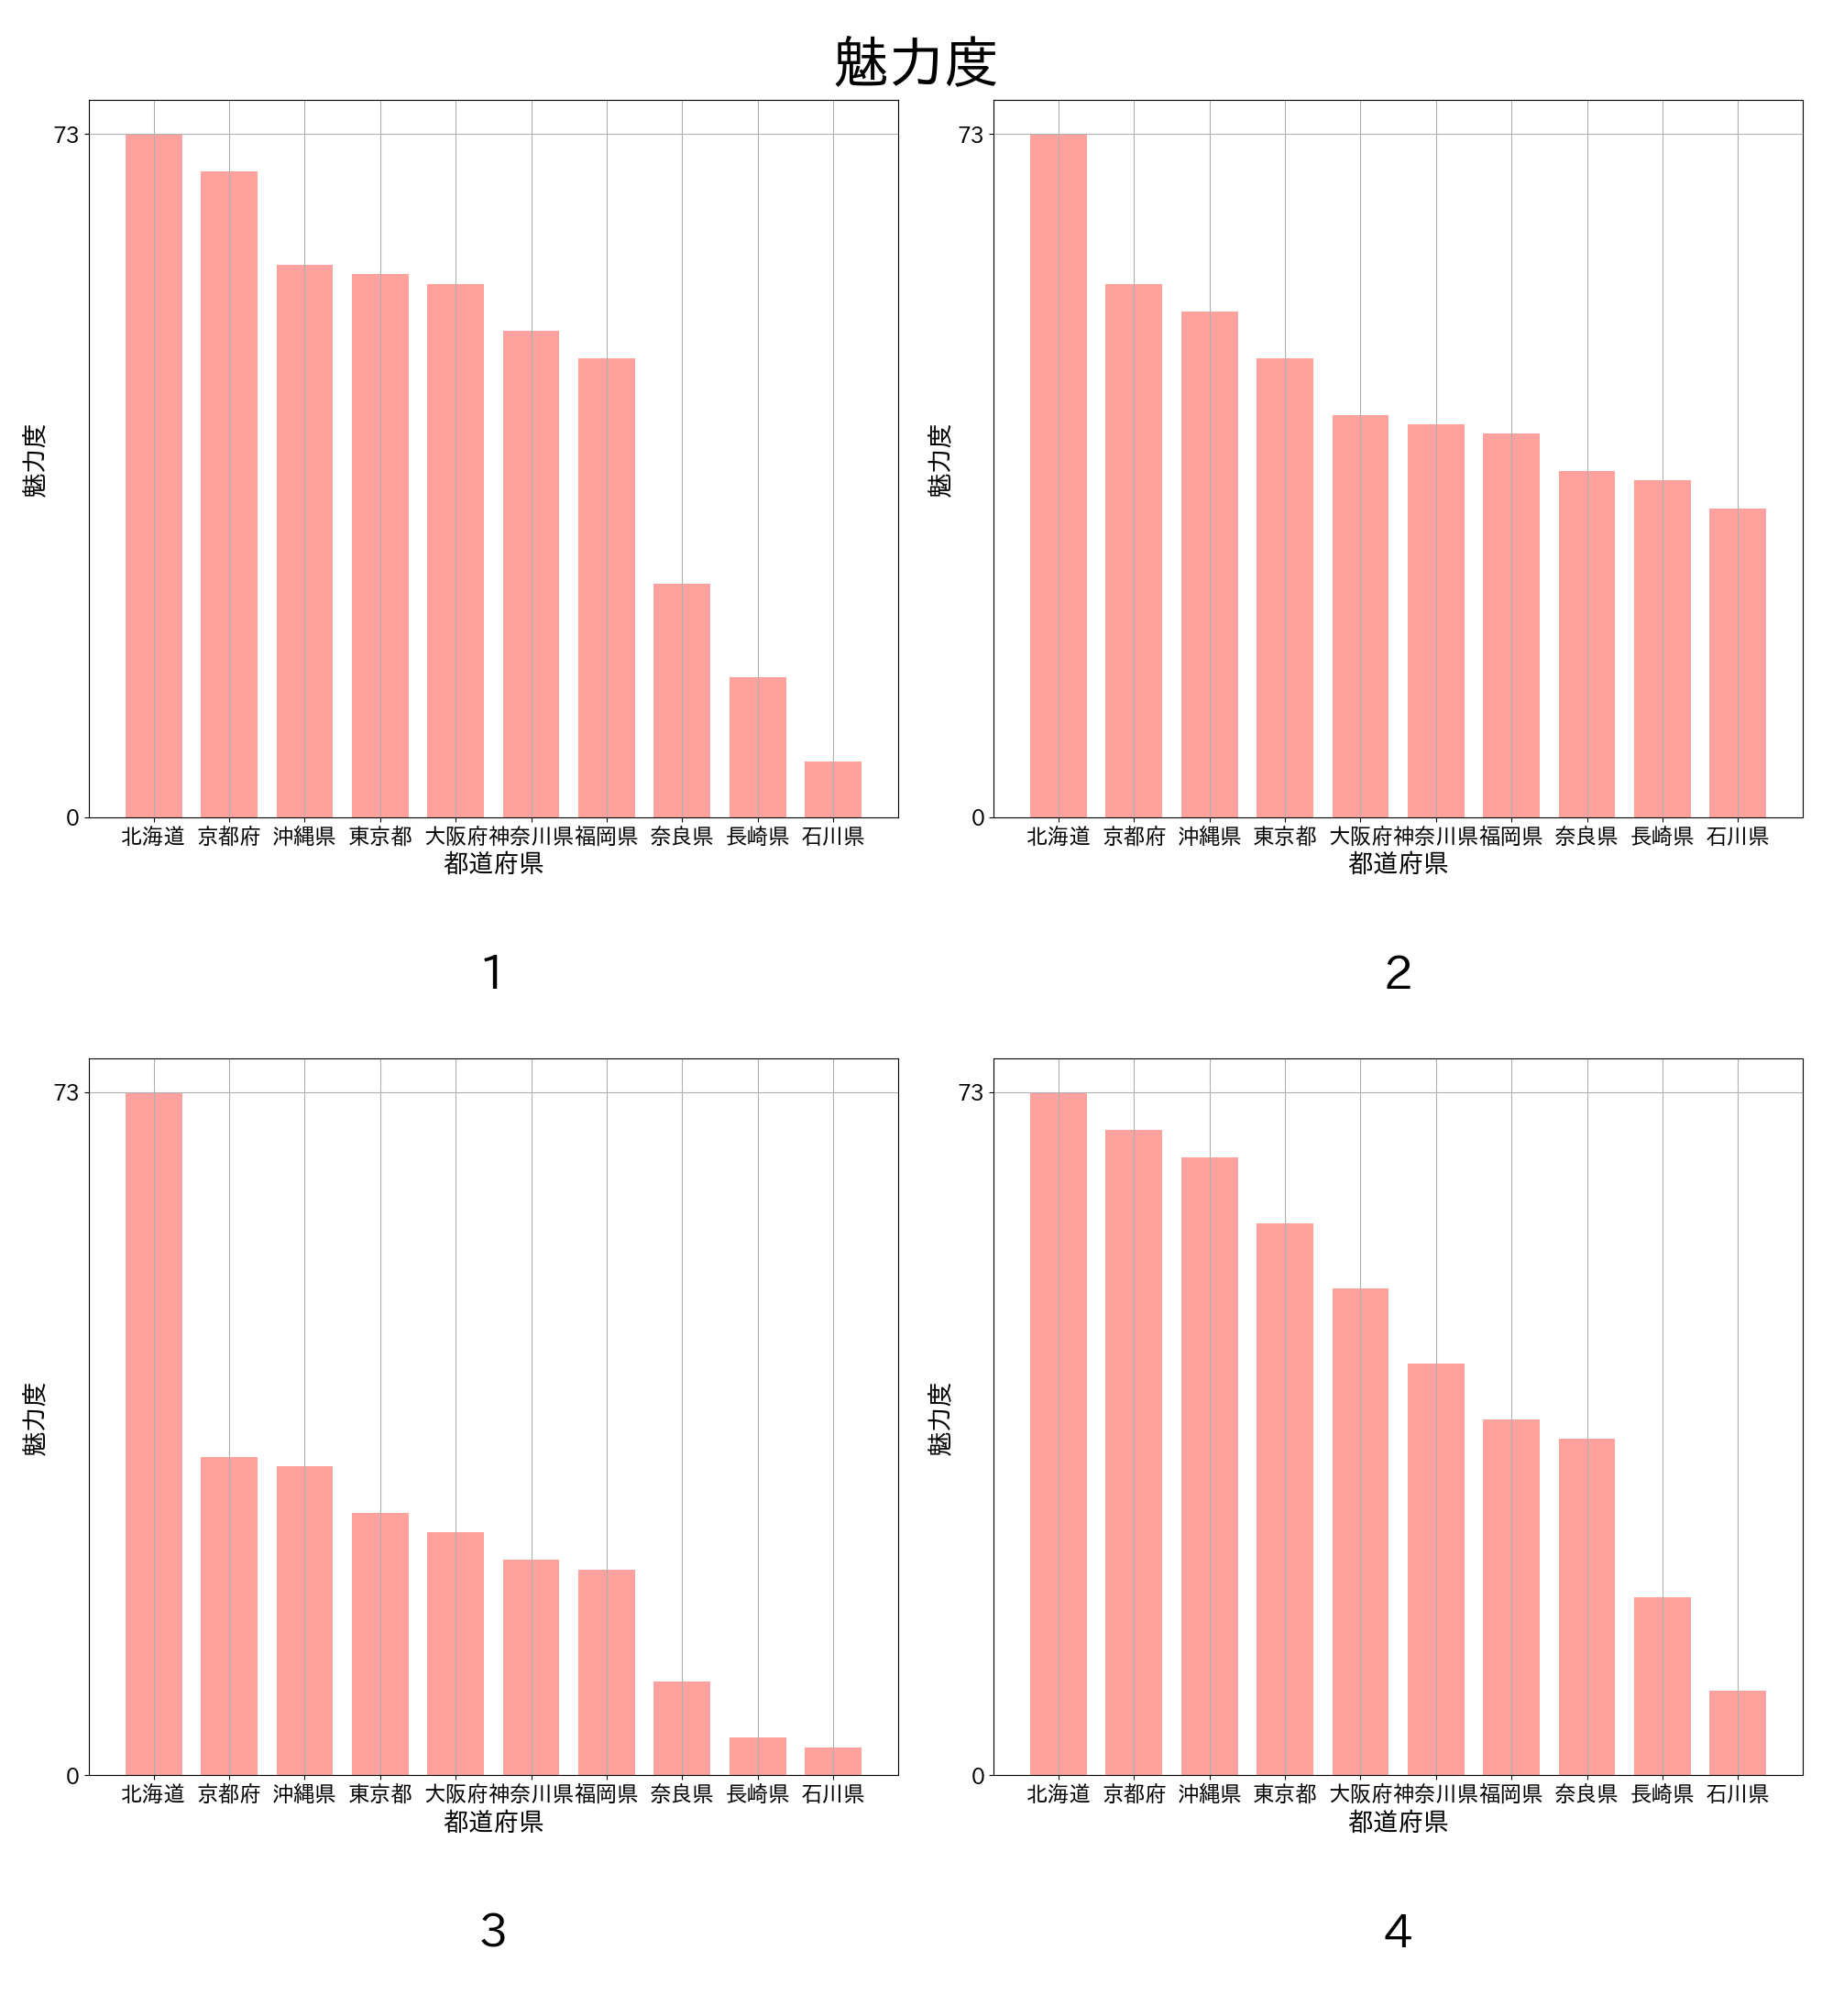 魅力度
73
0
魅力度
北海道 京都府 沖縄県 東京都 大阪府 神奈川県 福岡県 奈良県 長崎県 石川県
都道府県
1
73
0
魅力度
北海道 京都府 沖縄県 東京都 大阪府 神奈川県 福岡県 奈良県 長崎県 石川県
都道府県
2
73
0
魅力度
北海道 京都府 沖縄県 東京都 大阪府 神奈川県 福岡県 奈良県 長崎県 石川県
都道府県
3
73
0
魅力度
北海道 京都府 沖縄県 東京都 大阪府 神奈川県 福岡県 奈良県 長崎県 石川県
都道府県
4